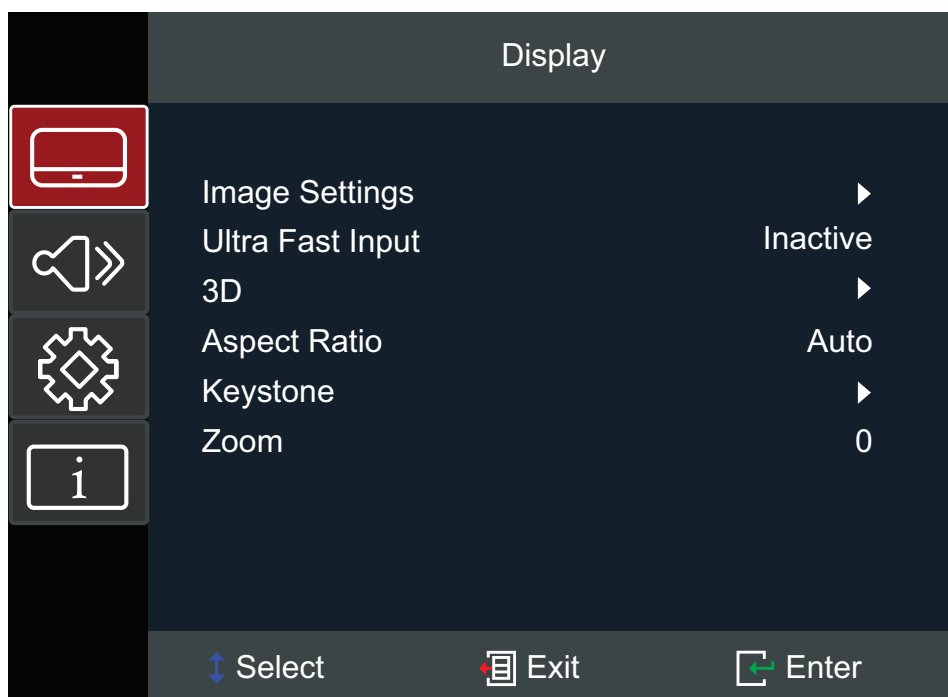 Display
Image Settings
Ultra Fast Input Inactive
3D
Aspect Ratio Auto
Keystone
Zoom 0
i
Select Exit Enter